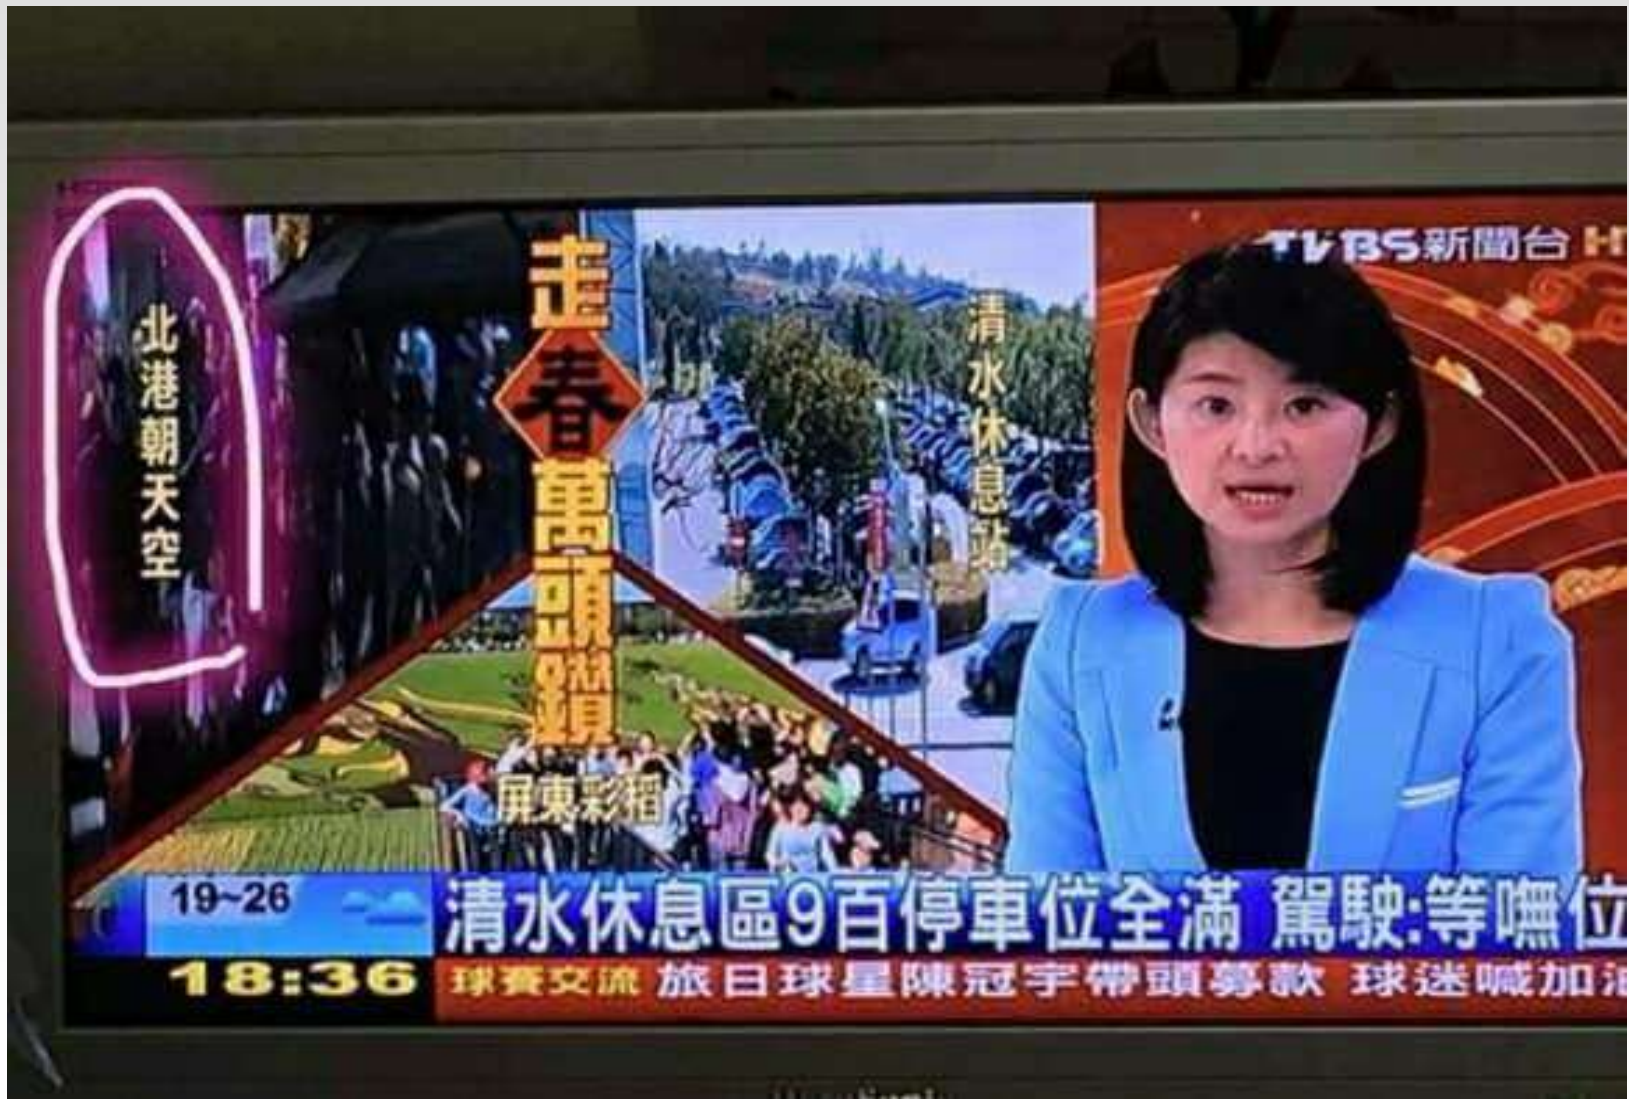 TVBS新聞台 H
北港朝天空
走春萬頭鑽
清水休息站
屏東彩稻
19~26
清水休息區9百停車位全滿 駕駛:等嘸位
18:36
球賽交流 旅日球星陳冠宇帶頭募款 球迷喊加油